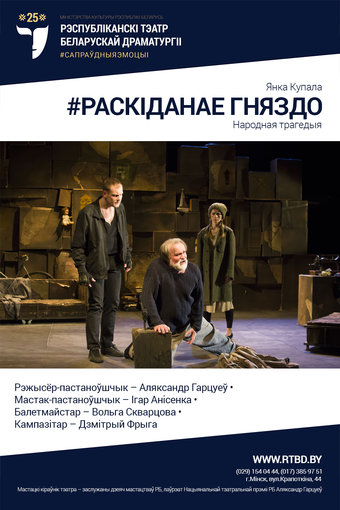 25
МІНІСТЭРСТВА КУЛЬТУРЫ РЭСПУБЛІКІ БЕЛАРУСЬ
РЭСПУБЛІКАНСКІ ТЭАТР
БЕЛАРУСКАЙ ДРАМАТУРГІІ
#САПРАЎДНЫЯЭМОЦЫІ
Янка Купала
#РАСКІДАНАЕ ГНЯЗДО
Народная трагедыя
Рэжысёр-пастаноўшчык – Аляксандр Гарцуеў •
Мастак-пастаноўшчык – Ігар Анісенка •
Балетмайстар – Вольга Скварцова •
Кампазітар – Дзмітрый Фрыга
WWW.RTBD.BY
(029) 154 04 44, (017) 385 97 51
г.Мінск, вул.Крапоткіна, 44
Мастацкі кіраўнік тэатра – заслужаны дзеяч мастацтваў РБ, лаўрэат Нацыянальнай тэатральнай прэміі РБ Аляксандр Гарцуеў